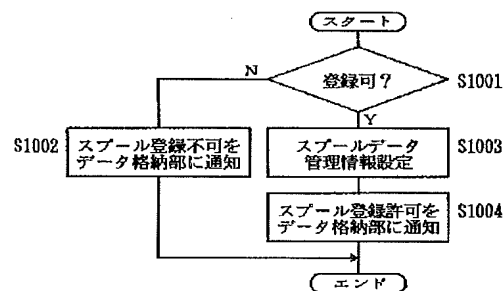 スタート
登録可?
S1001
N
Y
S1002
スプール登録不可を
データ格納部に通知
スプールデータ
管理情報設定
S1003
スプール登録許可を
データ格納部に通知
S1004
エンド